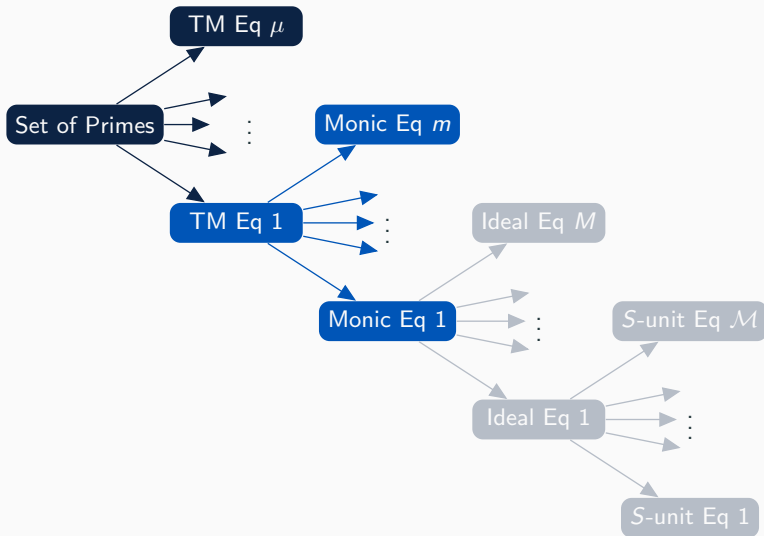 TM Eq μ
Set of Primes
⋮
Monic Eq m
TM Eq 1
⋮
Ideal Eq M
Monic Eq 1
⋮
S-unit Eq ℳ
Ideal Eq 1
⋮
S-unit Eq 1